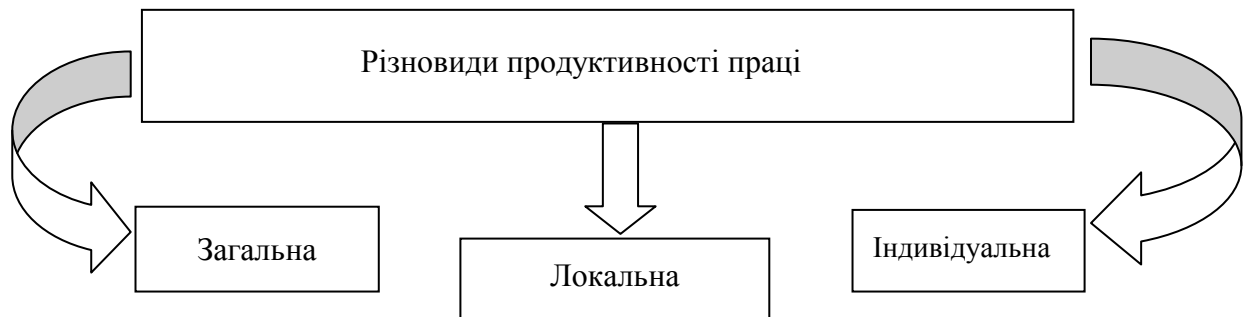 Різновиди продуктивності праці
Загальна
Локальна
Індивідуальна